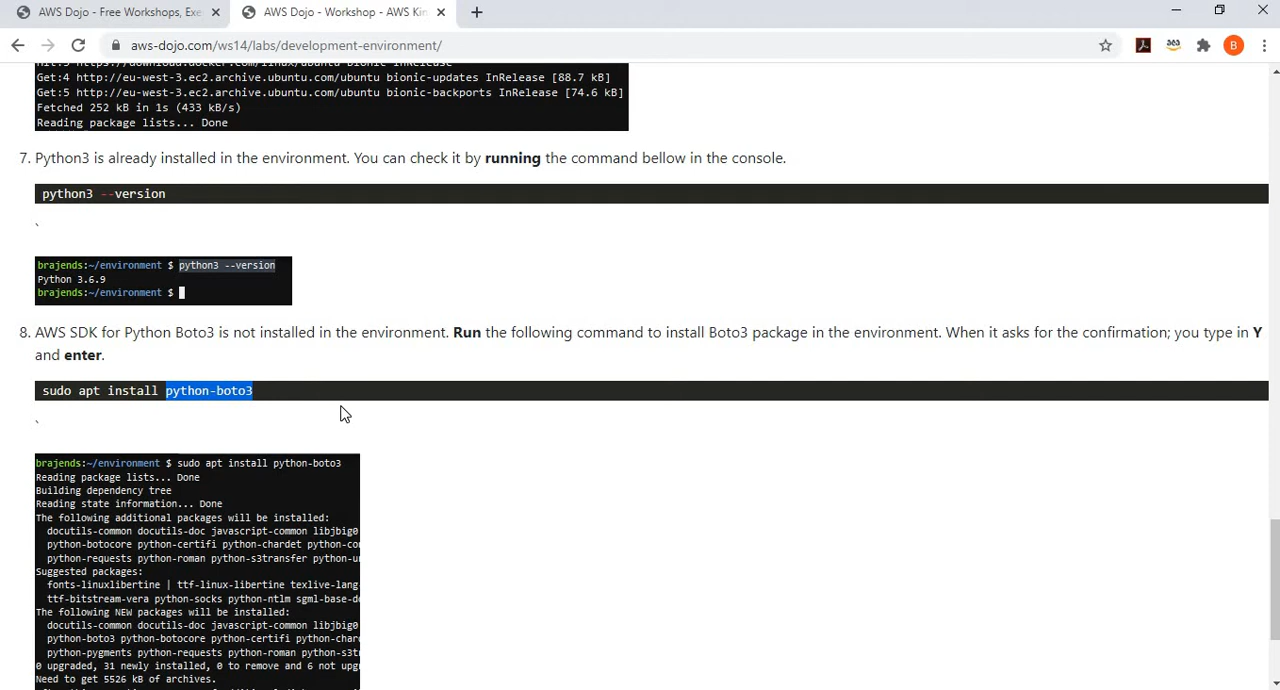 AWS Dojo - Free Workshops, Exe
AWS Dojo - Workshop - AWS Kin
aws-dojo.com/ws14/labs/development-environment/
B
Get:4 http://eu-west-3.ec2.archive.ubuntu.com/ubuntu bionic-updates InRelease [88.7 kB]
Get:5 http://eu-west-3.ec2.archive.ubuntu.com/ubuntu bionic-backports InRelease [74.6 kB]
Fetched 252 kB in 1s (433 kB/s)
Reading package lists... Done
7. Python3 is already installed in the environment. You can check it by running the command bellow in the console.
python3 --version
`
brajends:~/environment $ python3 --version
Python 3.6.9
brajends:~/environment $
8. AWS SDK for Python Boto3 is not installed in the environment. Run the following command to install Boto3 package in the environment. When it asks for the confirmation; you type in Y
and enter.
sudo apt install python-boto3
`
brajends:~/environment $ sudo apt install python-boto3
Reading package lists... Done
Building dependency tree
Reading state information... Done
The following additional packages will be installed:
docutils-common docutils-doc javascript-common libjbig0
python-botocore python-certifi python-chardet python-co
python-requests python-roman python-s3transfer python-u
Suggested packages:
fonts-linuxlibertine | ttf-linux-libertine texlive-lang
ttf-bitstream-vera python-socks python-ntlm sgml-base-d
The following NEW packages will be installed:
docutils-common docutils-doc javascript-common libjbig0
python-boto3 python-botocore python-certifi python-char
python-pygments python-requests python-roman python-s3t
0 upgraded, 31 newly installed, 0 to remove and 6 not upg
Need to get 5526 kB of archives.